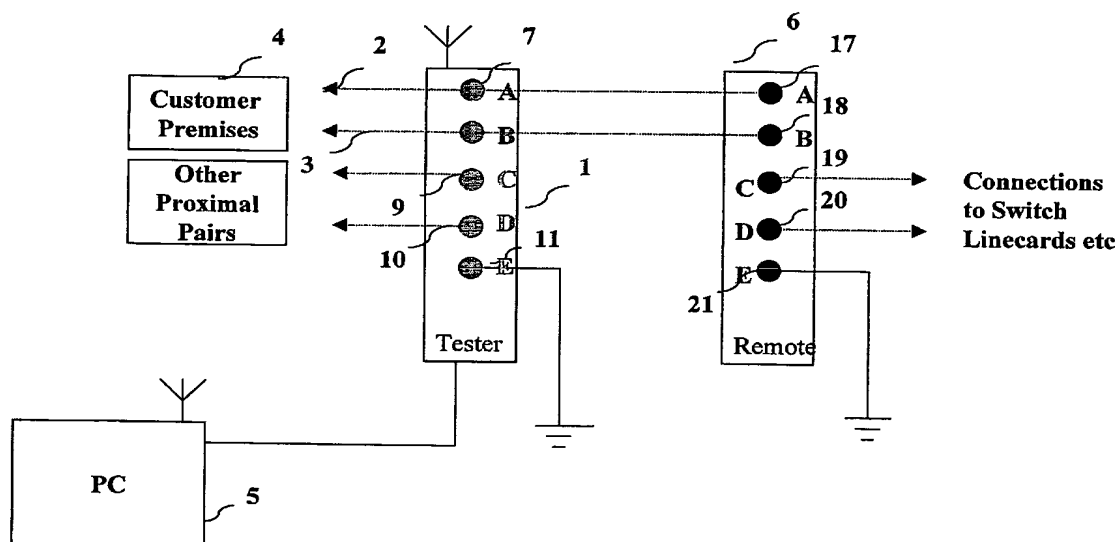 4
2
7
6
17
Customer
Premises
A
A
18
B
B
3
19
Other
Proximal
Pairs
9
C
1
C
Connections
to Switch
Linecards etc
20
D
D
10
11
E
E
21
Tester
Remote
PC
5